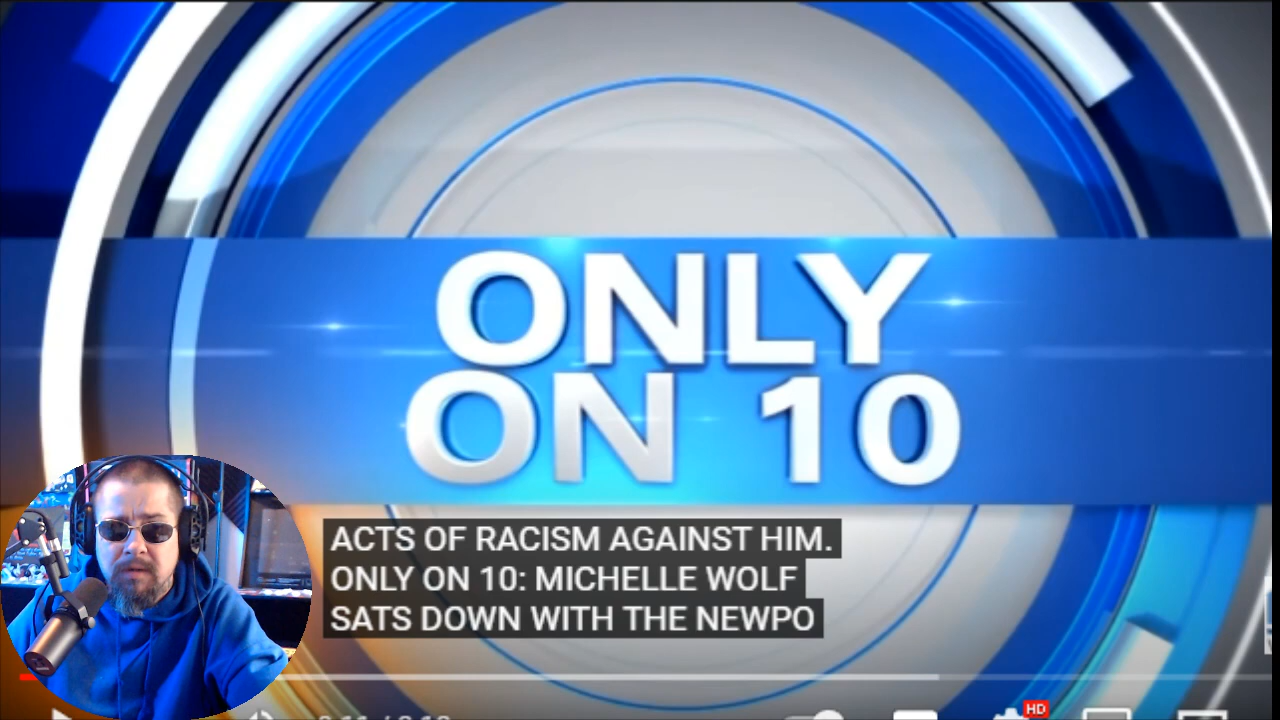 ONLY
ON 10
ACTS OF RACISM AGAINST HIM.
ONLY ON 10: MICHELLE WOLF
SATS DOWN WITH THE NEWPO
HD